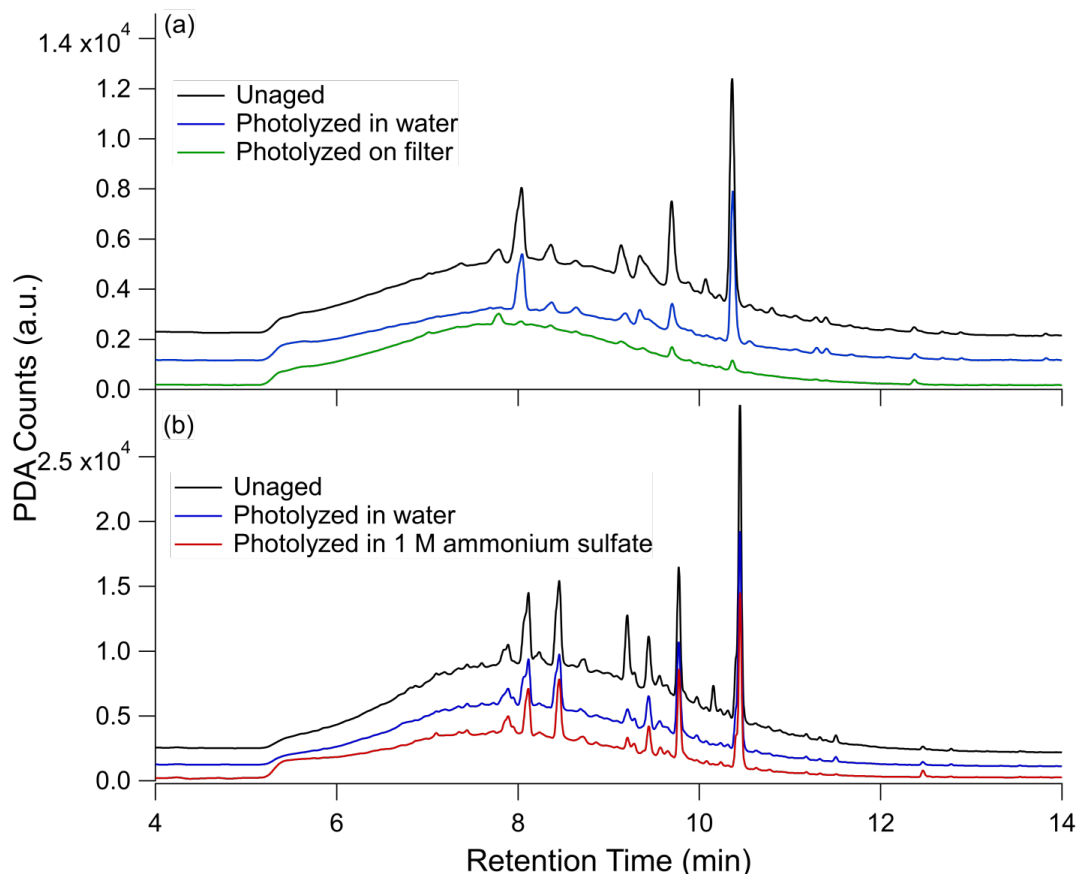 (a)
1.4 x10⁴
1.2
1.0
0.8
0.6
0.4
0.2
0.0
Unaged
Photolyzed in water
Photolyzed on filter
PDA Counts (a.u.)
(b)
2.5 x10⁴
2.0
1.5
1.0
0.5
0.0
Unaged
Photolyzed in water
Photolyzed in 1 M ammonium sulfate
4
6
8
10
12
14
Retention Time (min)